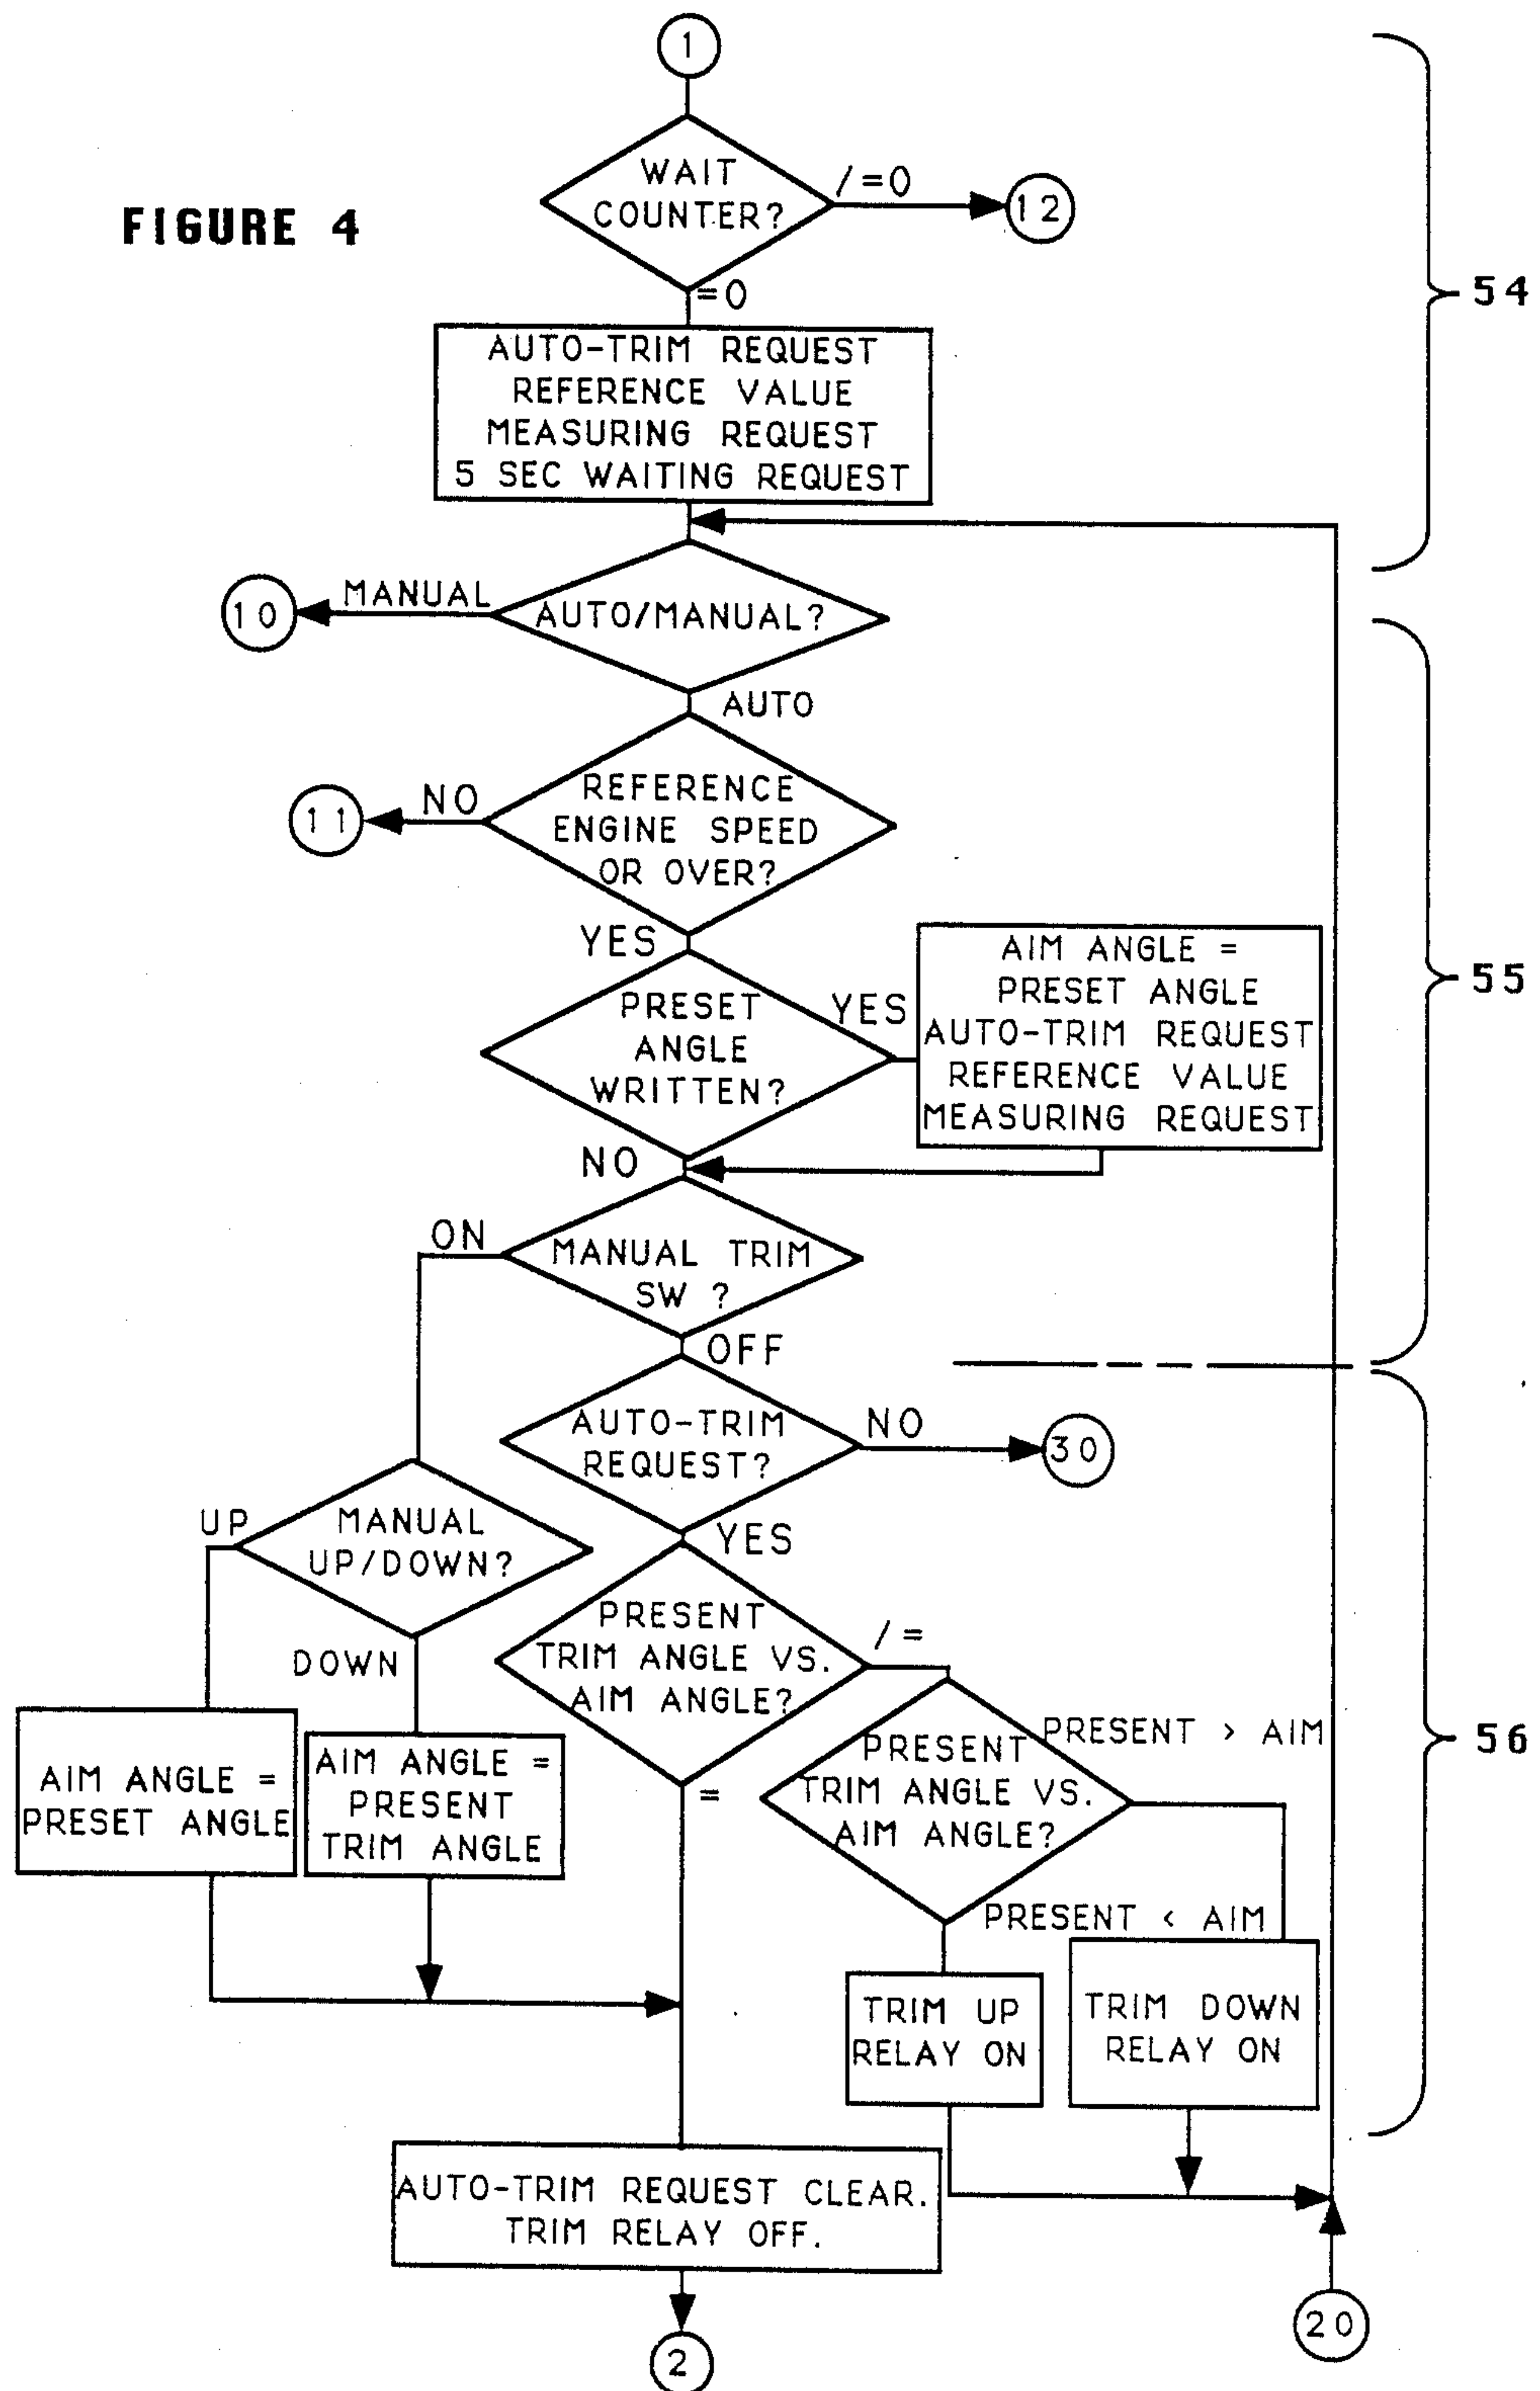 1
FIGURE 4
WAIT
COUNTER?
/=0
12
=0
54
AUTO-TRIM REQUEST
REFERENCE VALUE
MEASURING REQUEST
5 SEC WAITING REQUEST
10
MANUAL
AUTO/MANUAL?
AUTO
11
NO
REFERENCE
ENGINE SPEED
OR OVER?
YES
PRESET
ANGLE
WRITTEN?
YES
AIM ANGLE =
PRESET ANGLE
AUTO-TRIM REQUEST
REFERENCE VALUE
MEASURING REQUEST
55
NO
ON
MANUAL TRIM
SW ?
OFF
AUTO-TRIM
REQUEST?
NO
30
YES
UP
MANUAL
UP/DOWN?
DOWN
PRESENT
TRIM ANGLE VS.
AIM ANGLE?
/=
=
PRESENT > AIM
PRESENT
TRIM ANGLE VS.
AIM ANGLE?
PRESENT < AIM
56
AIM ANGLE =
PRESET ANGLE
AIM ANGLE =
PRESENT
TRIM ANGLE
TRIM UP
RELAY ON
TRIM DOWN
RELAY ON
AUTO-TRIM REQUEST CLEAR.
TRIM RELAY OFF.
2
20